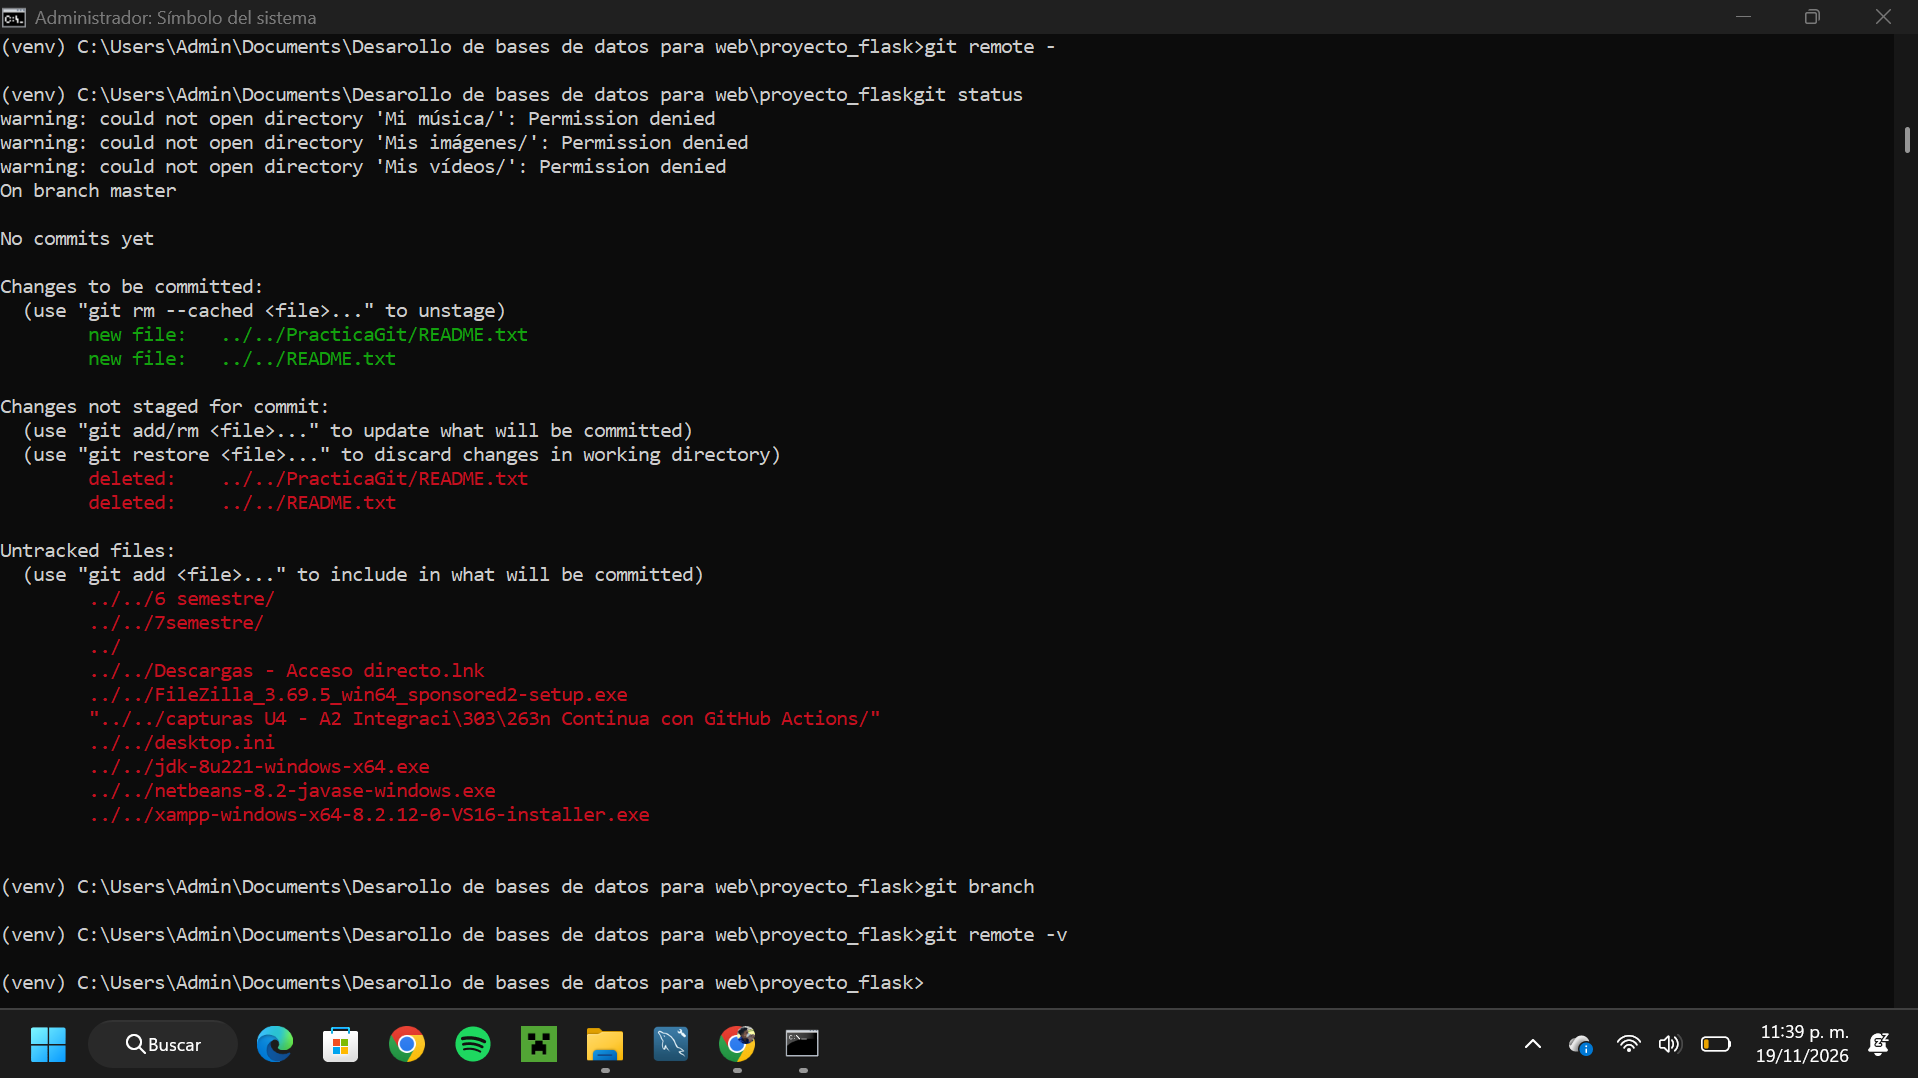 Administrador: Símbolo del sistema
(venv) C:\Users\Admin\Documents\Desarollo de bases de datos para web\proyecto_flask>git remote -
(venv) C:\Users\Admin\Documents\Desarollo de bases de datos para web\proyecto_flaskgit status
warning: could not open directory 'Mi música/': Permission denied
warning: could not open directory 'Mis imágenes/': Permission denied
warning: could not open directory 'Mis vídeos/': Permission denied
On branch master
No commits yet
Changes to be committed:
  (use "git rm --cached <file>..." to unstage)
        new file:   ../../PracticaGit/README.txt
        new file:   ../../README.txt
Changes not staged for commit:
  (use "git add/rm <file>..." to update what will be committed)
  (use "git restore <file>..." to discard changes in working directory)
        deleted:    ../../PracticaGit/README.txt
        deleted:    ../../README.txt
Untracked files:
  (use "git add <file>..." to include in what will be committed)
        ../../6 semestre/
        ../../7semestre/
        ../
        ../../Descargas - Acceso directo.lnk
        ../../FileZilla_3.69.5_win64_sponsored2-setup.exe
        "../../capturas U4 - A2 Integraci\303\263n Continua con GitHub Actions/"
        ../../desktop.ini
        ../../jdk-8u221-windows-x64.exe
        ../../netbeans-8.2-javase-windows.exe
        ../../xampp-windows-x64-8.2.12-0-VS16-installer.exe
(venv) C:\Users\Admin\Documents\Desarollo de bases de datos para web\proyecto_flask>git branch
(venv) C:\Users\Admin\Documents\Desarollo de bases de datos para web\proyecto_flask>git remote -v
(venv) C:\Users\Admin\Documents\Desarollo de bases de datos para web\proyecto_flask>
Buscar
11:39 p. m.
19/11/2026